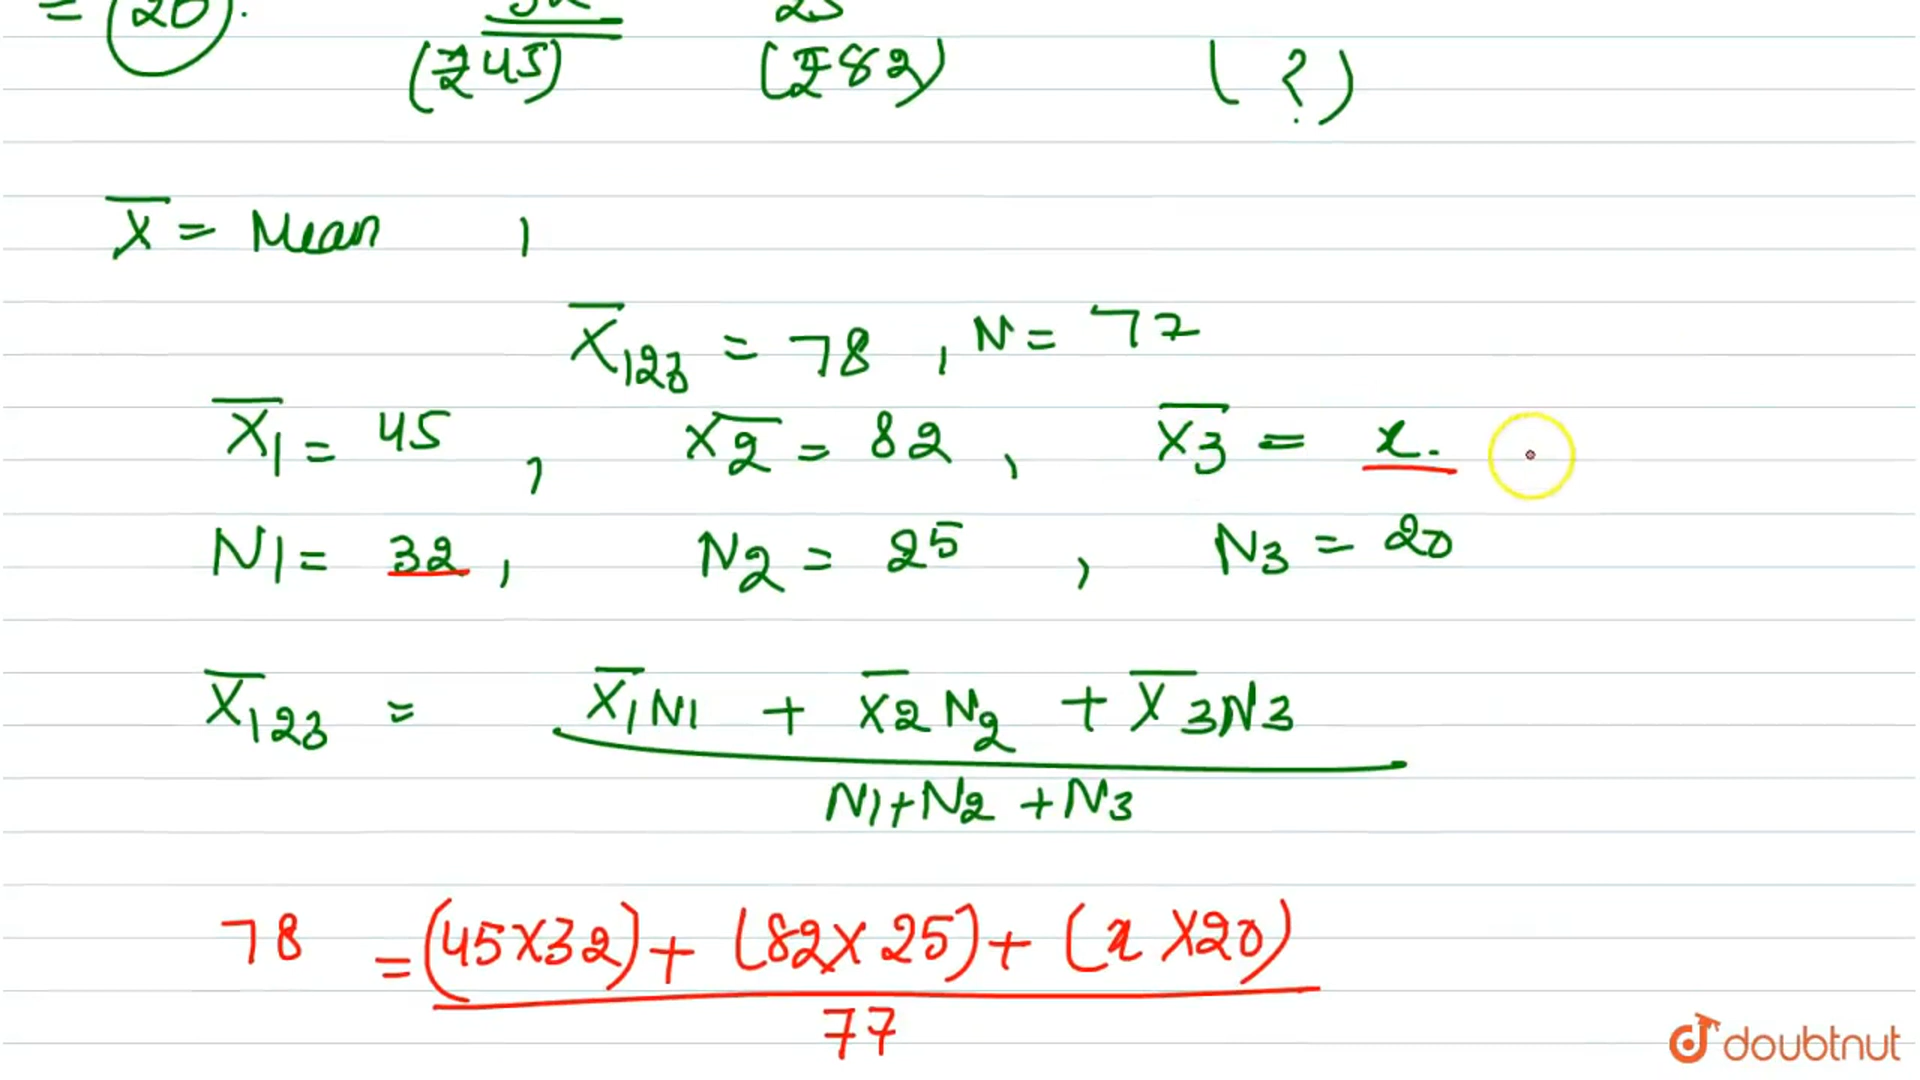 = 20.
(= 45) (= 82) ( ? )
X̅ = Mean ,
X̅123 = 78 , N = 77
X̅1 = 45 , X̅2 = 82 , X̅3 = x.
N1 = 32 , N2 = 25 , N3 = 20
X̅123 = X̅1N1 + X̅2N2 + X̅3N3
N1+N2+N3
78 = (45×32) + (82×25) + (x×20)
77
doubtnut